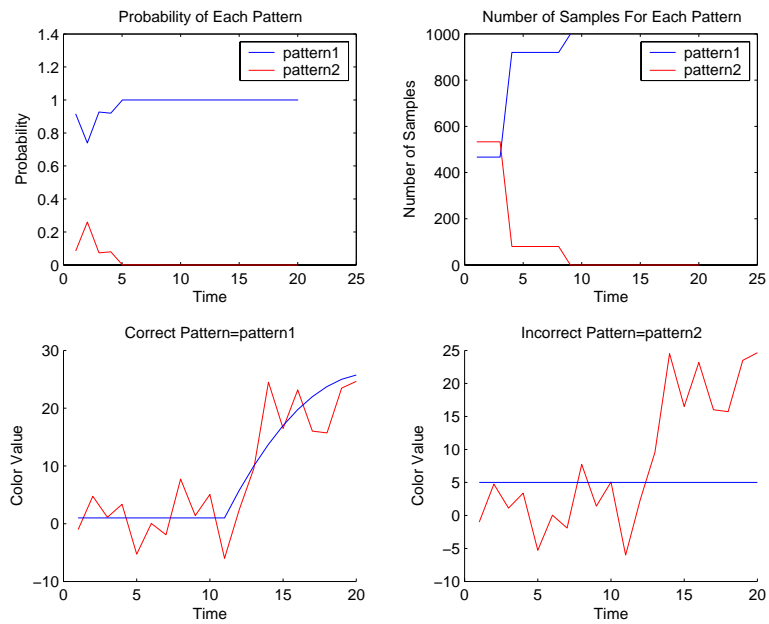 Probability of Each Pattern
1.4
1.2
1
0.8
0.6
0.4
0.2
0
Probability
pattern1
pattern2
0 5 10 15 20 25
Time
Number of Samples For Each Pattern
1000
800
600
400
200
0
Number of Samples
pattern1
pattern2
0 5 10 15 20 25
Time
Correct Pattern=pattern1
30
20
10
0
−10
Color Value
0 5 10 15 20
Time
Incorrect Pattern=pattern2
25
20
15
10
5
0
−5
−10
Color Value
0 5 10 15 20
Time